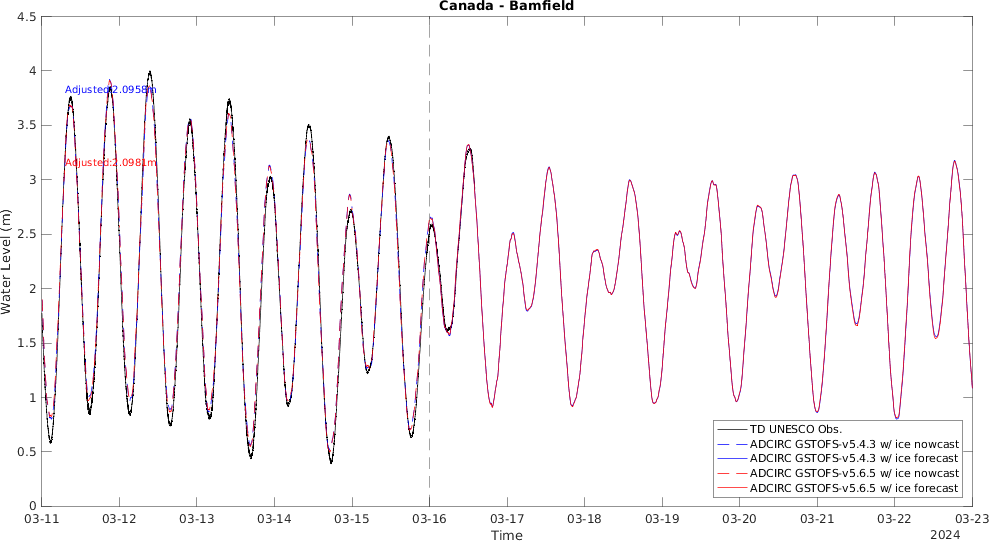 Canada - Bamfield
Water Level (m)
4.5
4
3.5
3
2.5
2
1.5
1
0.5
0
Adjusted:2.0958m
Adjusted:2.0981m
TD UNESCO Obs.
ADCIRC GSTOFS-v5.4.3 w/ ice nowcast
ADCIRC GSTOFS-v5.4.3 w/ ice forecast
ADCIRC GSTOFS-v5.6.5 w/ ice nowcast
ADCIRC GSTOFS-v5.6.5 w/ ice forecast
03-11 03-12 03-13 03-14 03-15 03-16 03-17 03-18 03-19 03-20 03-21 03-22 03-23
Time
2024